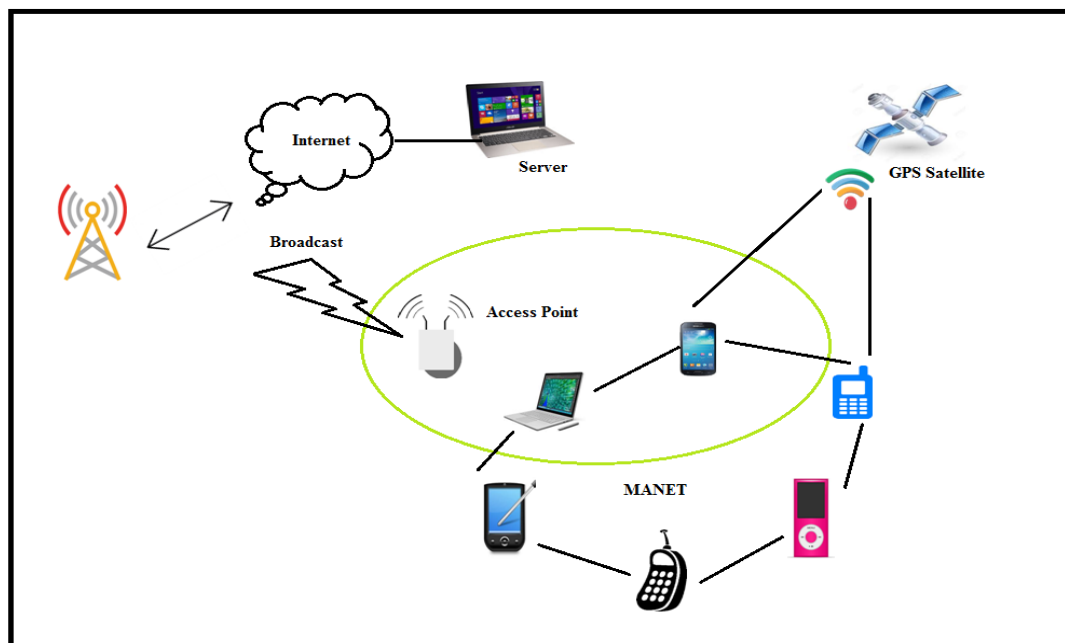 Internet
Server
GPS Satellite
Broadcast
Access Point
MANET